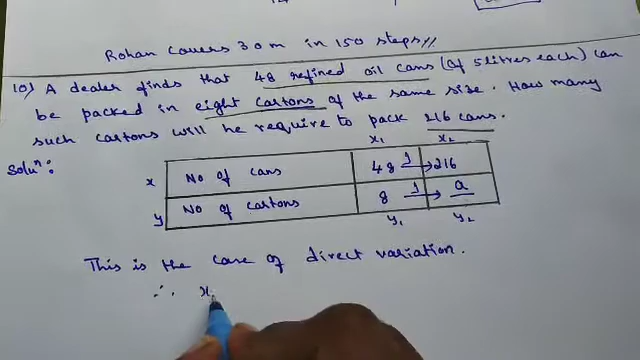 Rohan covers 30m in 150 steps//
10) A dealer finds that 48 refined oil cans (of 5 litres each) can
be packed in eight cartons of the same size. How many
such cartons will he require to pack 216 cans.
Soluⁿ:
x₁ x₂
x No of cans 48 → 216
y No of cartons 8 → a
y₁ y₂
This is the case of direct variation.
∴ x